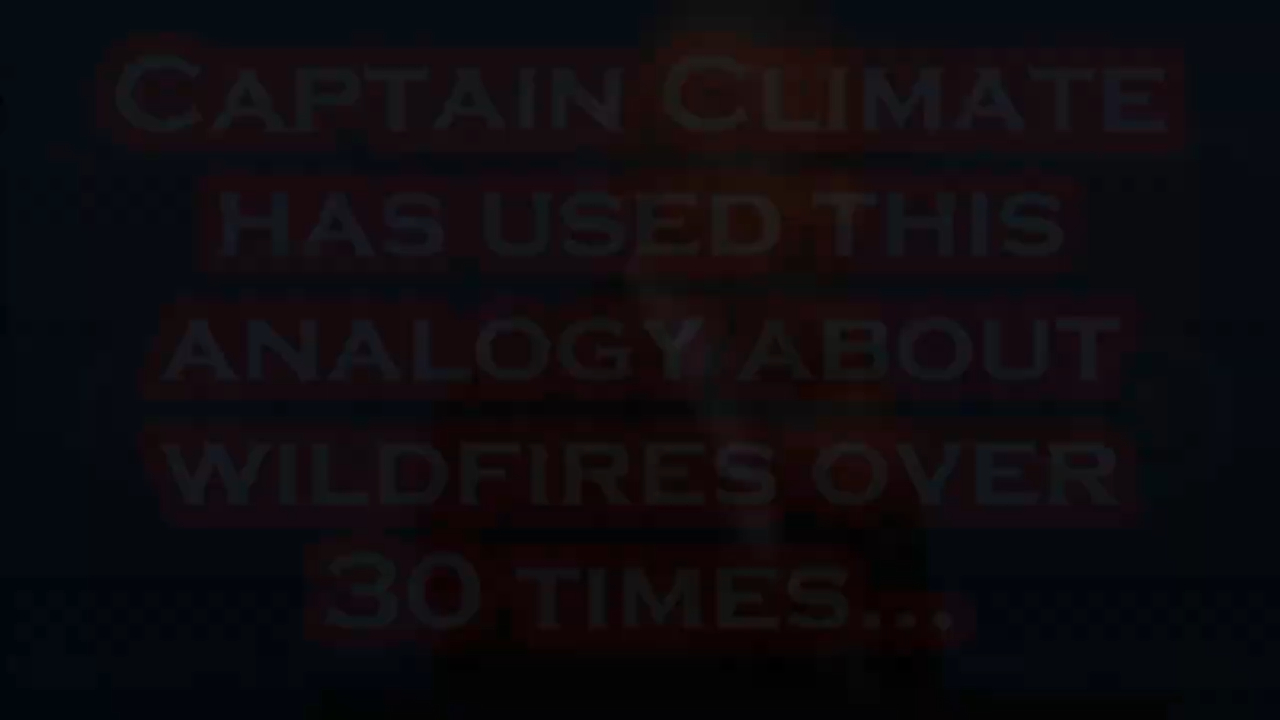 CAPTAIN CLIMATE
HAS USED THIS
ANALOGY ABOUT
WILDFIRES OVER
30 TIMES...